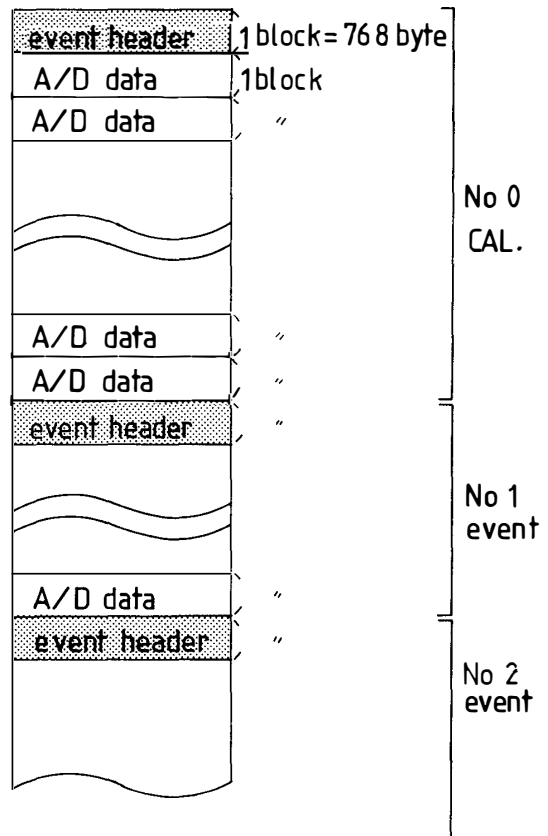 event header 1 block = 768 byte
A/D data 1 block
A/D data 〃
No 0
CAL.
A/D data 〃
A/D data 〃
event header 〃
No 1
event
A/D data 〃
event header 〃
No 2
event